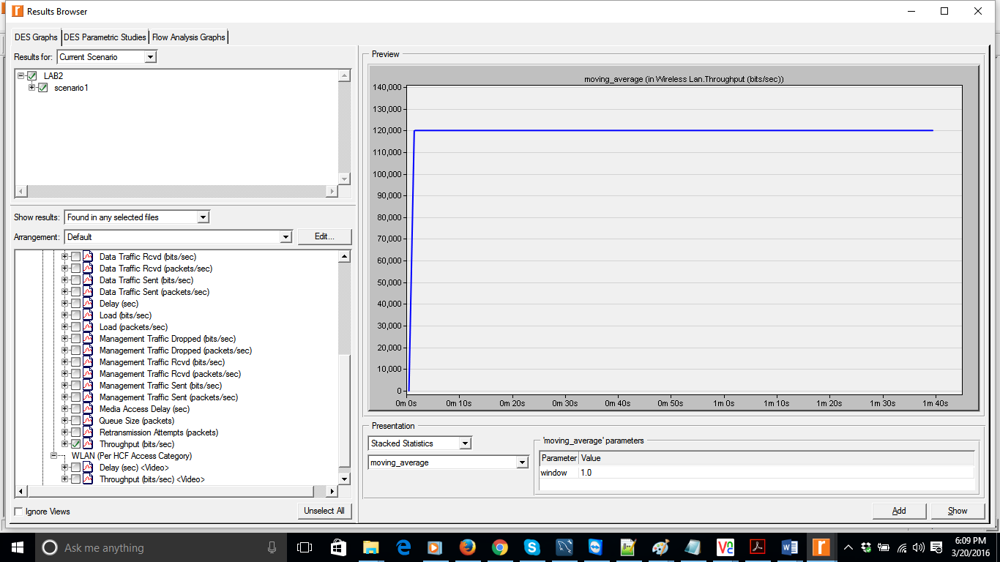 Results Browser
DES Graphs DES Parametric Studies Flow Analysis Graphs
Results for: Current Scenario
LAB2
scenario1
Show results: Found in any selected files
Arrangement: Default Edit...
Data Traffic Rcvd (bits/sec)
Data Traffic Rcvd (packets/sec)
Data Traffic Sent (bits/sec)
Data Traffic Sent (packets/sec)
Delay (sec)
Load (bits/sec)
Load (packets/sec)
Management Traffic Dropped (bits/sec)
Management Traffic Dropped (packets/sec)
Management Traffic Rcvd (bits/sec)
Management Traffic Rcvd (packets/sec)
Management Traffic Sent (bits/sec)
Management Traffic Sent (packets/sec)
Media Access Delay (sec)
Queue Size (packets)
Retransmission Attempts (packets)
Throughput (bits/sec)
WLAN (Per HCF Access Category)
Delay (sec) <Video>
Throughput (bits/sec) <Video>
Ignore Views Unselect All
Preview
moving_average (in Wireless Lan.Throughput (bits/sec))
140,000
130,000
120,000
110,000
100,000
90,000
80,000
70,000
60,000
50,000
40,000
30,000
20,000
10,000
0
0m 0s 0m 10s 0m 20s 0m 30s 0m 40s 0m 50s 1m 0s 1m 10s 1m 20s 1m 30s 1m 40s
Presentation
Stacked Statistics
moving_average
'moving_average' parameters
Parameter Value
window 1.0
Add Show
Ask me anything
6:09 PM
3/20/2016